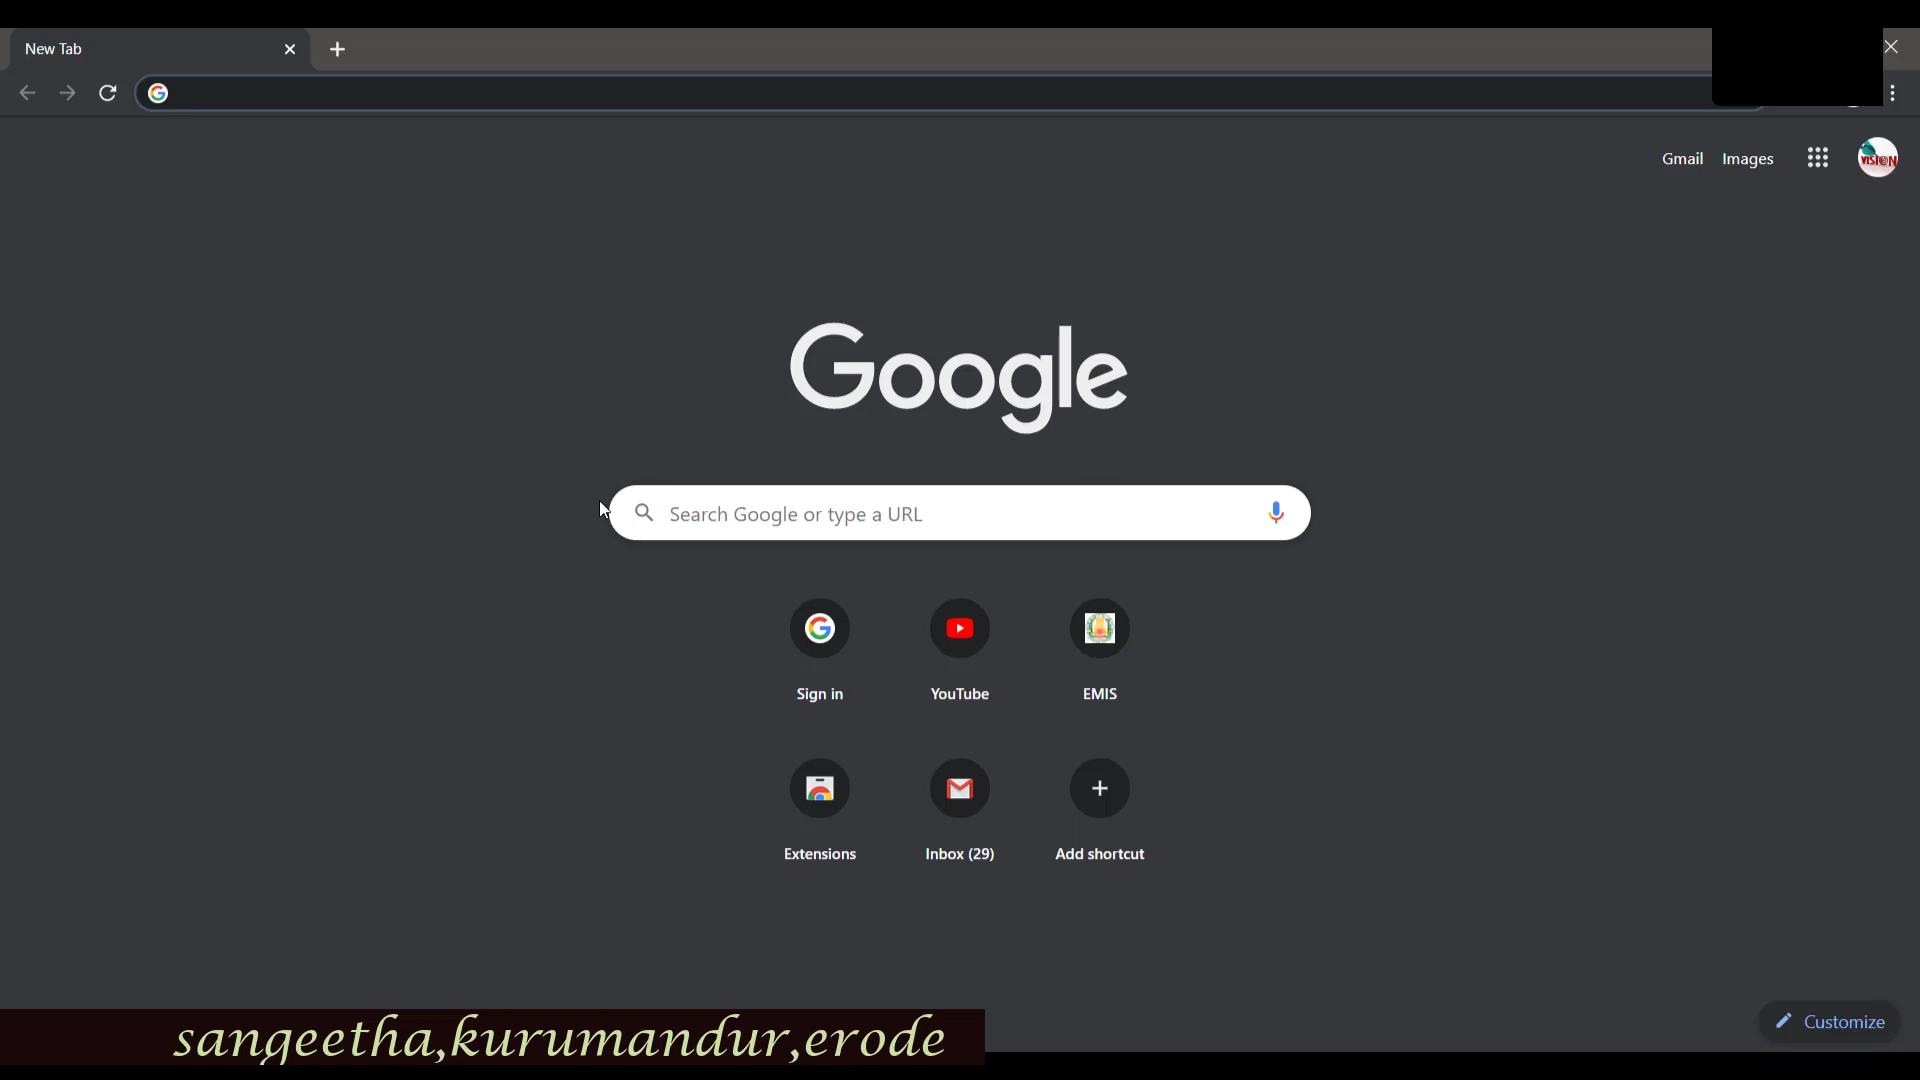 New Tab
Gmail Images
VISION
Google
Search Google or type a URL
Sign in YouTube EMIS
Extensions Inbox (29) Add shortcut
Customize
sangeetha,kurumandur,erode